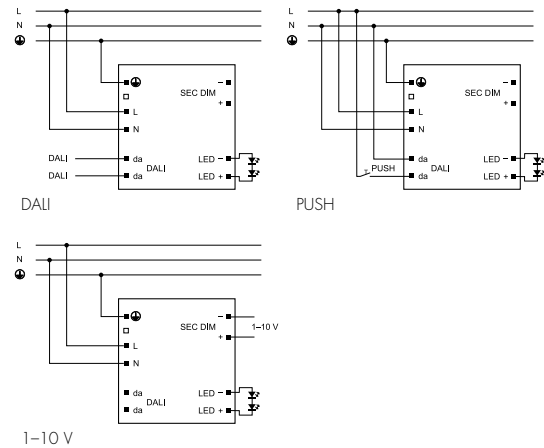 L
N
SEC DIM
−
+
L
N
DALI
DALI
da
da
DALI
LED −
LED +
DALI
L
N
SEC DIM
−
+
L
N
PUSH
da
da
DALI
LED −
LED +
PUSH
L
N
SEC DIM
−
+
1–10 V
L
N
da
da
DALI
LED −
LED +
1–10 V